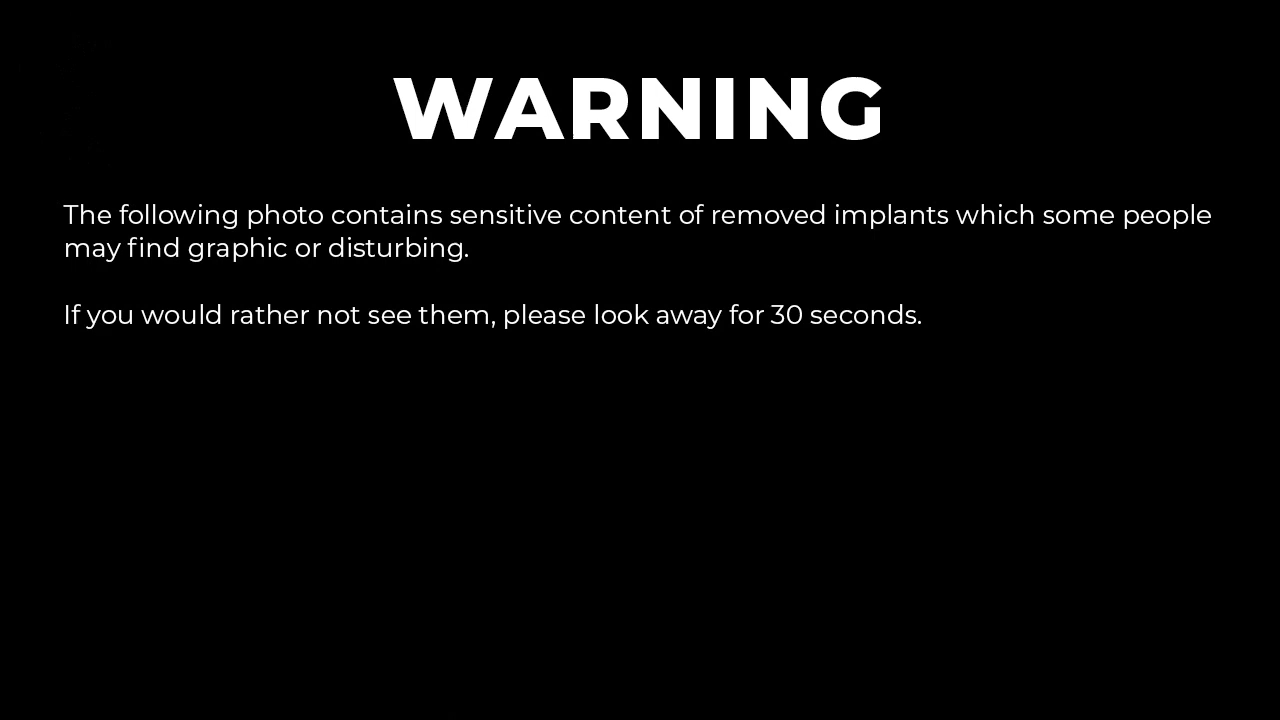 WARNING
The following photo contains sensitive content of removed implants which some people
may find graphic or disturbing.
If you would rather not see them, please look away for 30 seconds.